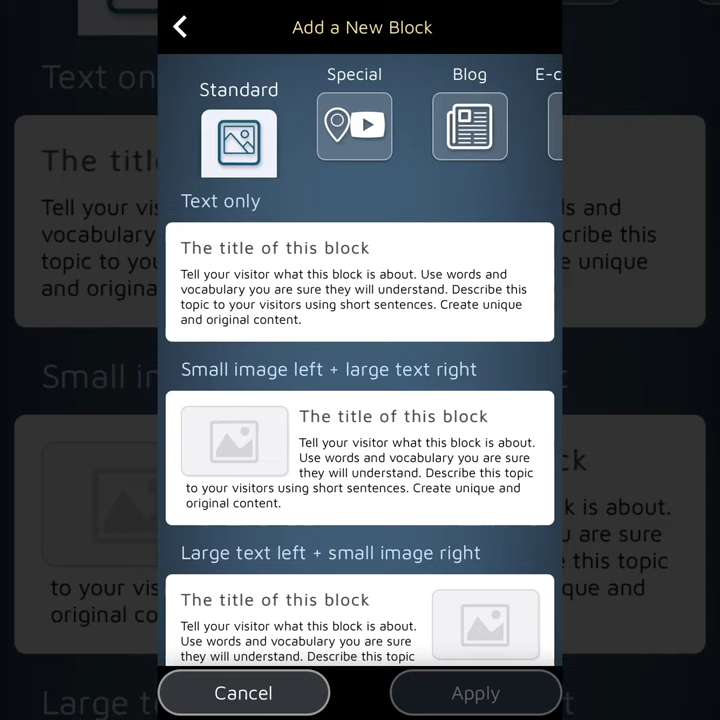 Add a New Block
Standard
Special
Blog
E-c
Text only
The title of this block
Tell your visitor what this block is about. Use words and
vocabulary you are sure they will understand. Describe this
topic to your visitors using short sentences. Create unique
and original content.
Small image left + large text right
The title of this block
Tell your visitor what this block is about.
Use words and vocabulary you are sure
they will understand. Describe this topic
to your visitors using short sentences. Create unique and
original content.
Large text left + small image right
The title of this block
Tell your visitor what this block is about.
Use words and vocabulary you are sure
they will understand. Describe this topic
Cancel
Apply